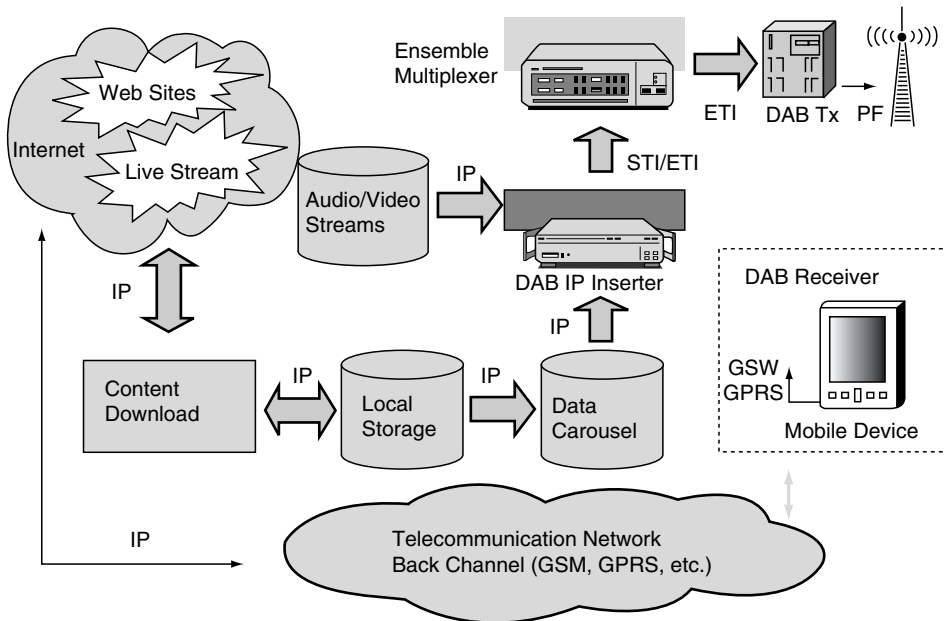 Ensemble
Multiplexer
Web Sites
Internet
Live Stream
ETI
DAB Tx
PF
STI/ETI
IP
Audio/Video
Streams
DAB IP Inserter
IP
IP
DAB Receiver
GSW
GPRS
Mobile Device
Content
Download
IP
Local
Storage
IP
Data
Carousel
IP
Telecommunication Network
Back Channel (GSM, GPRS, etc.)